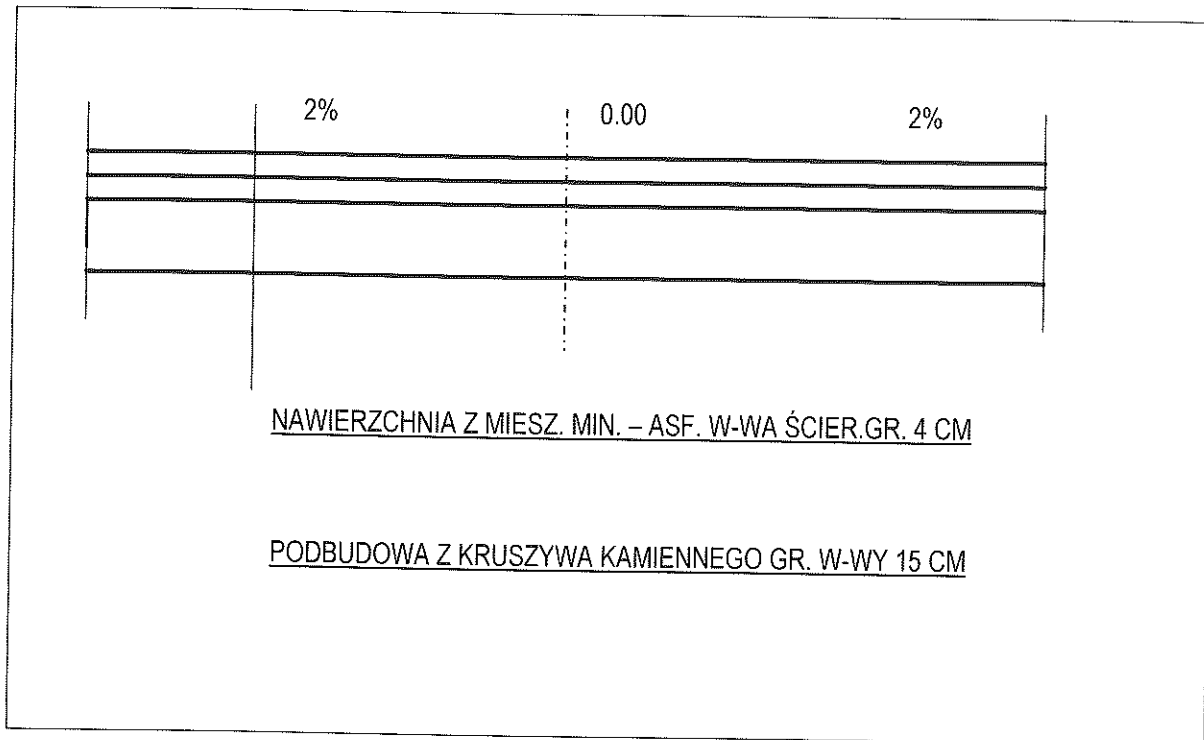 2% 0.00 2%
NAWIERZCHNIA Z MIESZ. MIN. – ASF. W-WA ŚCIER.GR. 4 CM
PODBUDOWA Z KRUSZYWA KAMIENNEGO GR. W-WY 15 CM